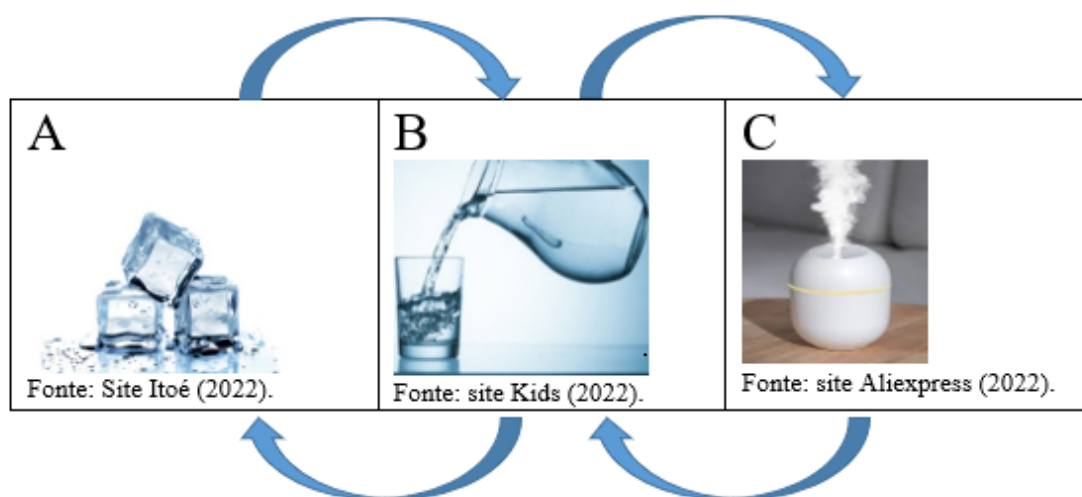 A
B
C
Fonte: Site Itoé (2022).
Fonte: site Kids (2022).
Fonte: site Aliexpress (2022).